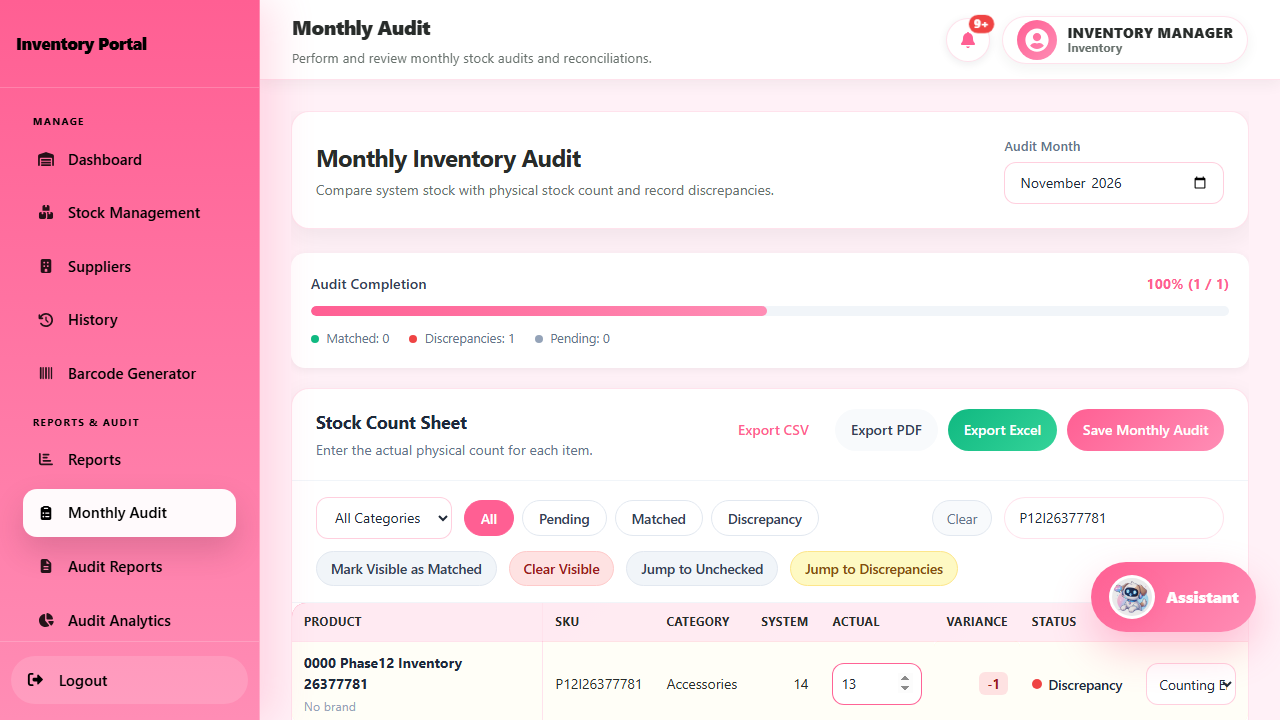 Inventory Portal
MANAGE
Dashboard
Stock Management
Suppliers
History
Barcode Generator
REPORTS & AUDIT
Reports
Monthly Audit
Audit Reports
Audit Analytics
Logout
Monthly Audit
Perform and review monthly stock audits and reconciliations.
9+
INVENTORY MANAGER
Inventory
Monthly Inventory Audit
Compare system stock with physical stock count and record discrepancies.
Audit Month
November 2026
Audit Completion
100% (1 / 1)
Matched: 0 Discrepancies: 1 Pending: 0
Stock Count Sheet
Enter the actual physical count for each item.
Export CSV Export PDF Export Excel Save Monthly Audit
All Categories All Pending Matched Discrepancy Clear P12I26377781
Mark Visible as Matched Clear Visible Jump to Unchecked Jump to Discrepancies
Assistant
PRODUCT SKU CATEGORY SYSTEM ACTUAL VARIANCE STATUS
0000 Phase12 Inventory
26377781
No brand
P12I26377781 Accessories 14 13 -1 Discrepancy Counting